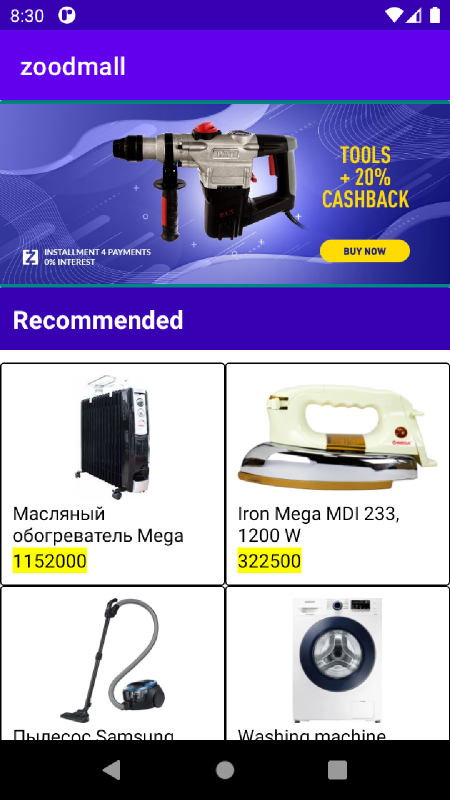 8:30
zoodmall
TOOLS
+ 20%
CASHBACK
INSTALLMENT 4 PAYMENTS
0% INTEREST
BUY NOW
Recommended
Масляный
обогреватель Mega
1152000
Iron Mega MDI 233,
1200 W
322500
Пылесос Samsung
Washing machine